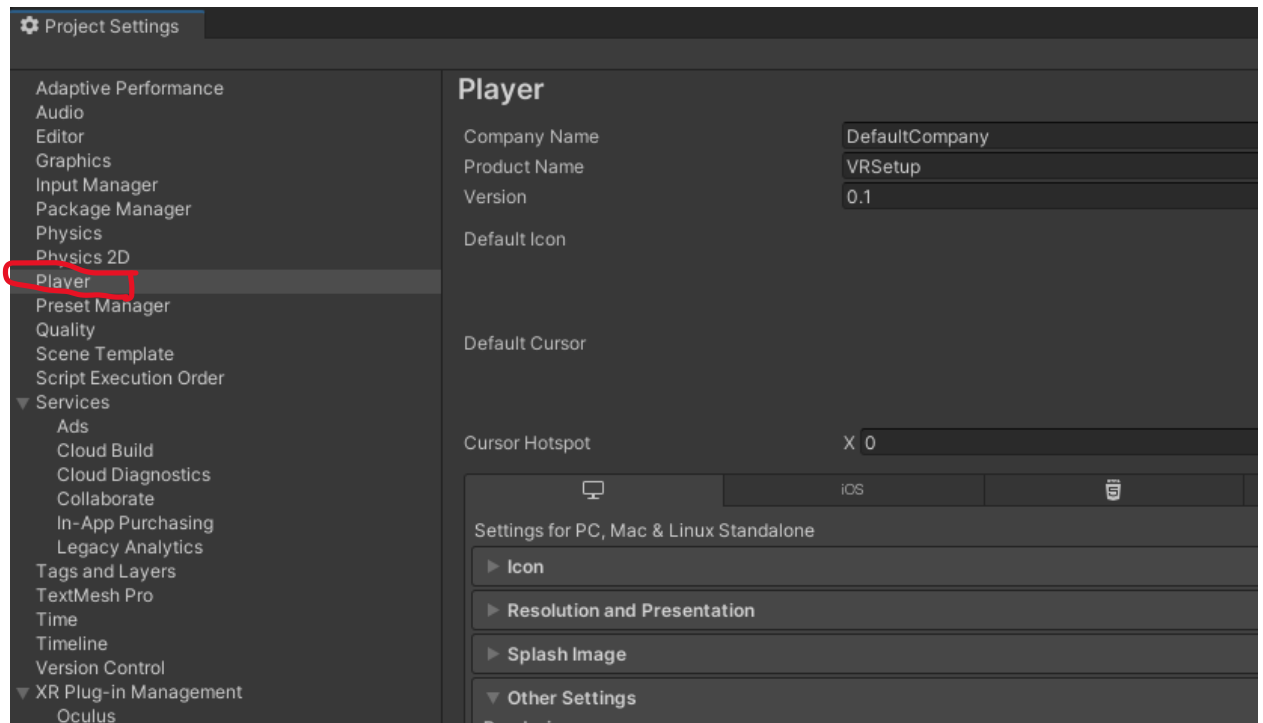 Project Settings
Adaptive Performance
Audio
Editor
Graphics
Input Manager
Package Manager
Physics
Physics 2D
Player
Preset Manager
Quality
Scene Template
Script Execution Order
Services
Ads
Cloud Build
Cloud Diagnostics
Collaborate
In-App Purchasing
Legacy Analytics
Tags and Layers
TextMesh Pro
Time
Timeline
Version Control
XR Plug-in Management
Oculus
Player
Company Name DefaultCompany
Product Name VRSetup
Version 0.1
Default Icon
Default Cursor
Cursor Hotspot X 0
iOS
Settings for PC, Mac & Linux Standalone
Icon
Resolution and Presentation
Splash Image
Other Settings